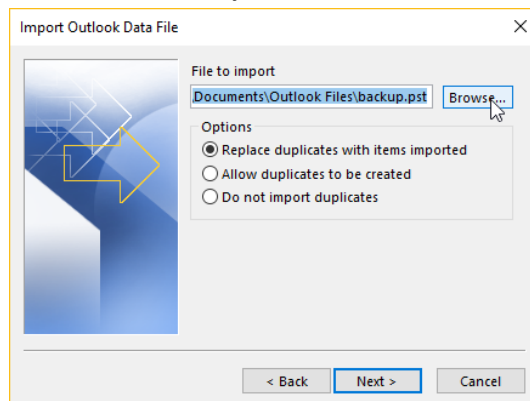 Import Outlook Data File
File to import
Documents\Outlook Files\backup.pst
Browse...
Options
Replace duplicates with items imported
Allow duplicates to be created
Do not import duplicates
< Back Next > Cancel